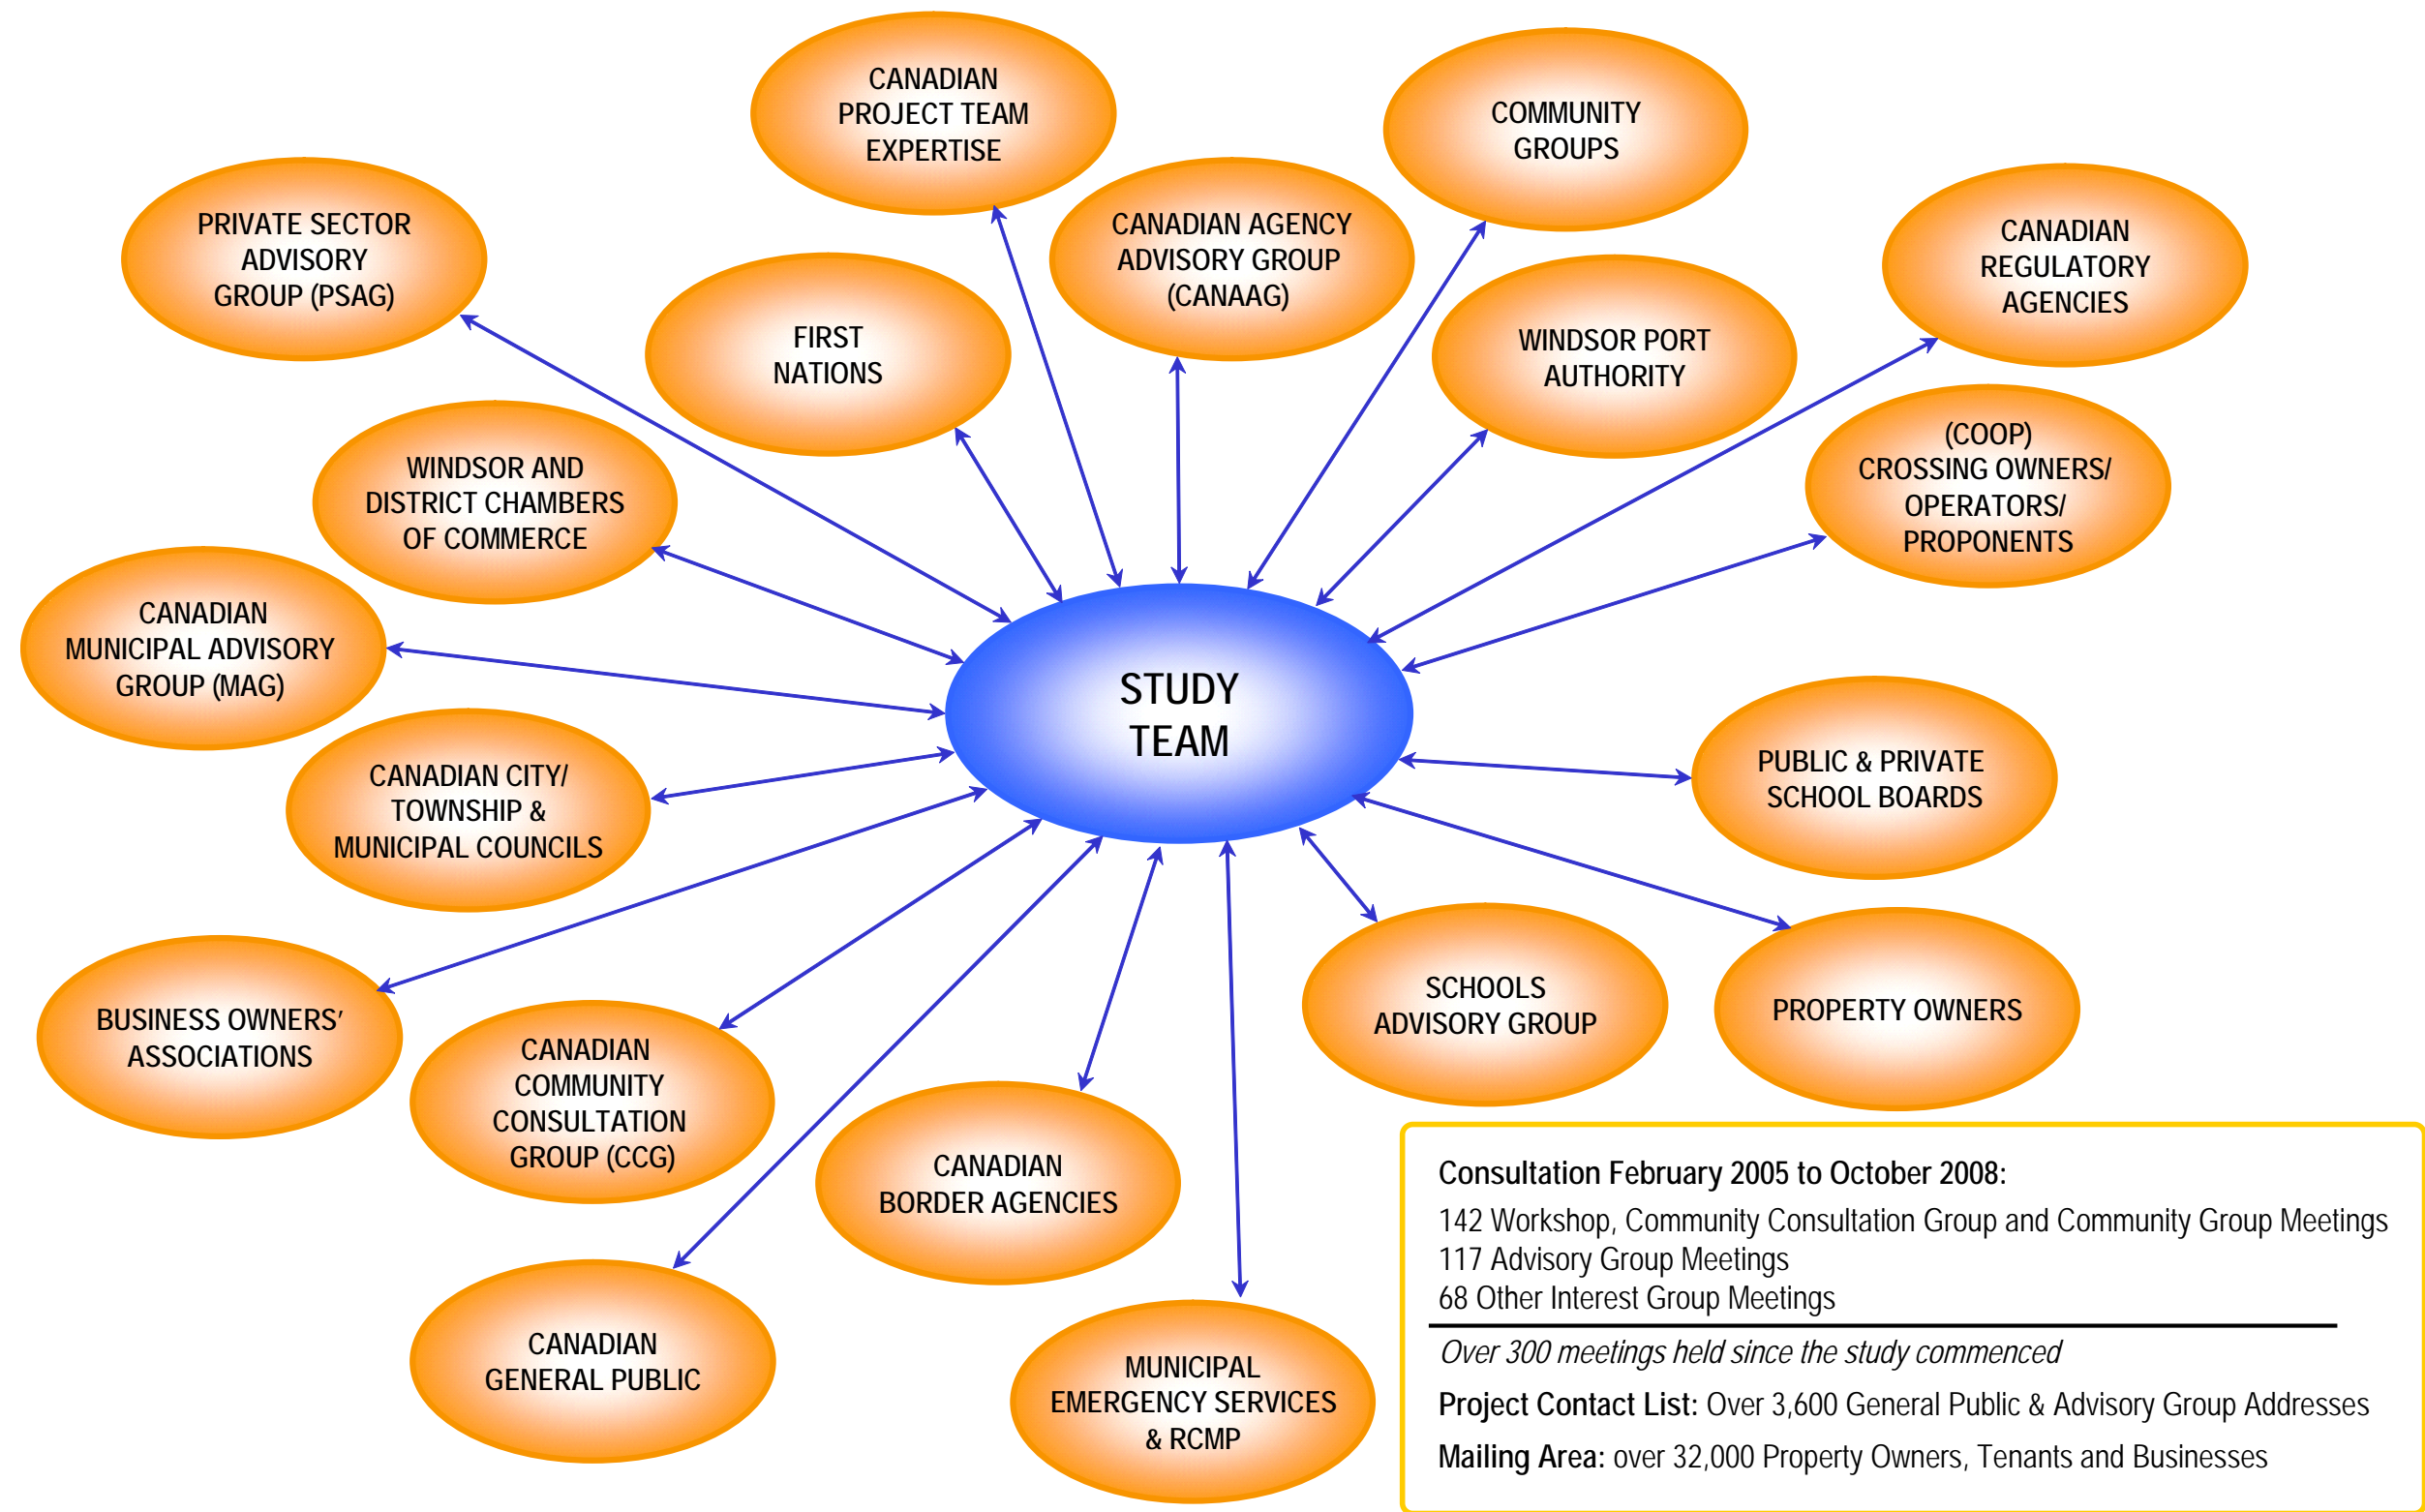 CANADIAN
PROJECT TEAM
EXPERTISE
COMMUNITY
GROUPS
PRIVATE SECTOR
ADVISORY
GROUP (PSAG)
CANADIAN AGENCY
ADVISORY GROUP
(CANAAG)
CANADIAN
REGULATORY
AGENCIES
FIRST
NATIONS
WINDSOR PORT
AUTHORITY
WINDSOR AND
DISTRICT CHAMBERS
OF COMMERCE
(COOP)
CROSSING OWNERS/
OPERATORS/
PROPONENTS
CANADIAN
MUNICIPAL ADVISORY
GROUP (MAG)
STUDY
TEAM
CANADIAN CITY/
TOWNSHIP &
MUNICIPAL COUNCILS
PUBLIC & PRIVATE
SCHOOL BOARDS
BUSINESS OWNERS'
ASSOCIATIONS
CANADIAN
COMMUNITY
CONSULTATION
GROUP (CCG)
SCHOOLS
ADVISORY GROUP
PROPERTY OWNERS
CANADIAN
BORDER AGENCIES
CANADIAN
GENERAL PUBLIC
MUNICIPAL
EMERGENCY SERVICES
& RCMP
Consultation February 2005 to October 2008:
142 Workshop, Community Consultation Group and Community Group Meetings
117 Advisory Group Meetings
68 Other Interest Group Meetings
Over 300 meetings held since the study commenced
Project Contact List: Over 3,600 General Public & Advisory Group Addresses
Mailing Area: over 32,000 Property Owners, Tenants and Businesses